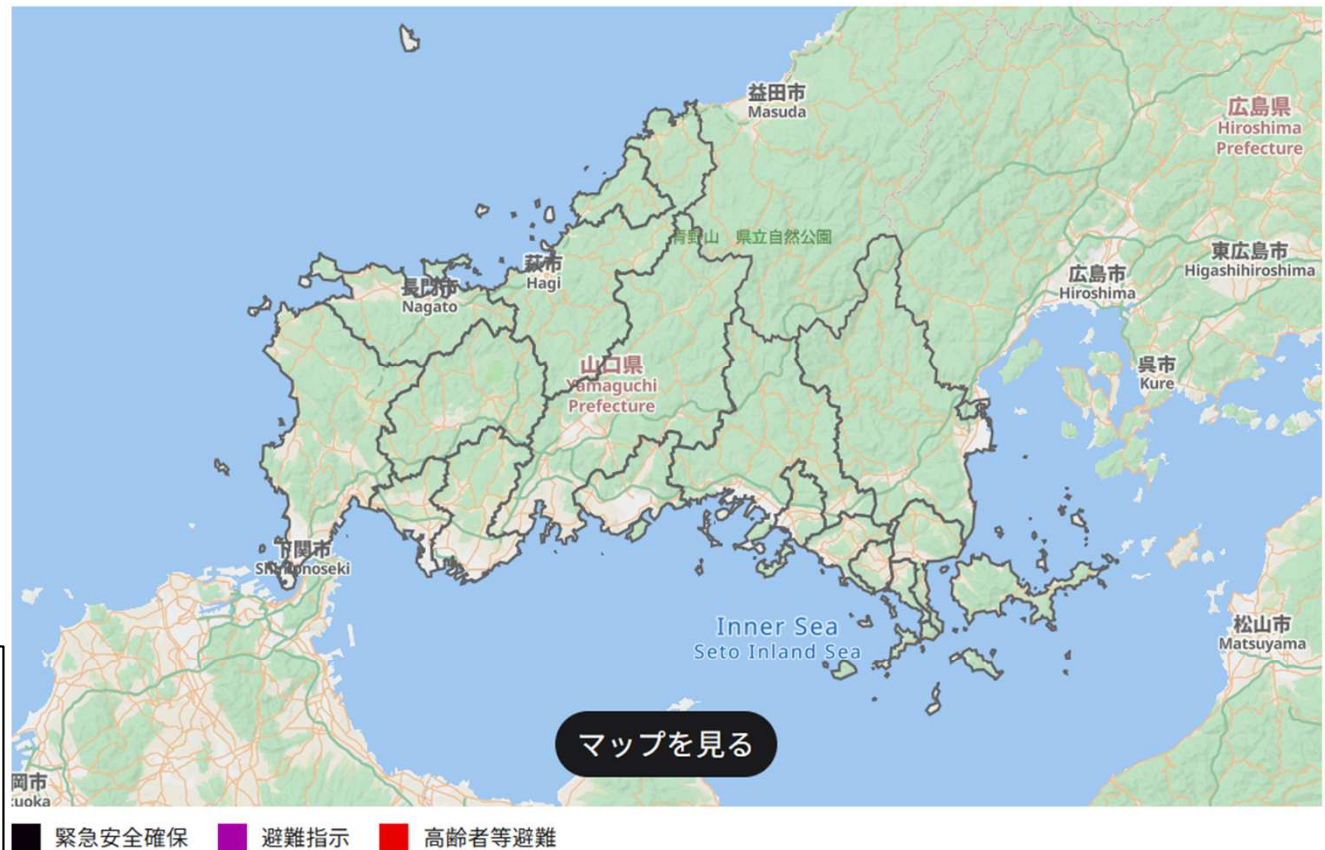 益田市
Masuda
広島県
Hiroshima
Prefecture
青野山 県立自然公園
東広島市
Higashihiroshima
萩市
Hagi
広島市
Hiroshima
長門市
Nagato
呉市
Kure
山口県
Yamaguchi
Prefecture
下関市
Shimonoseki
Inner Sea
Seto Inland Sea
松山市
Matsuyama
マップを見る
岡市
uoka
緊急安全確保 避難指示 高齢者等避難